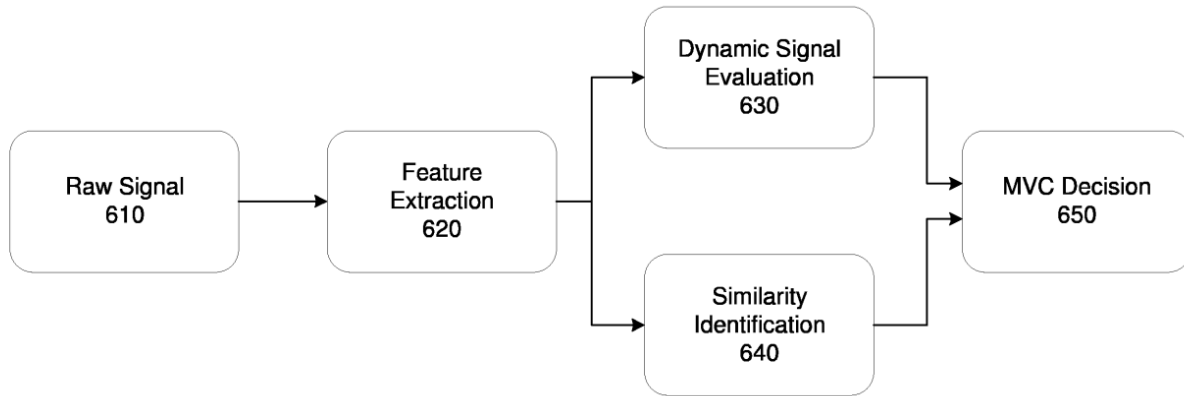 Raw Signal
610
Feature
Extraction
620
Dynamic Signal
Evaluation
630
Similarity
Identification
640
MVC Decision
650